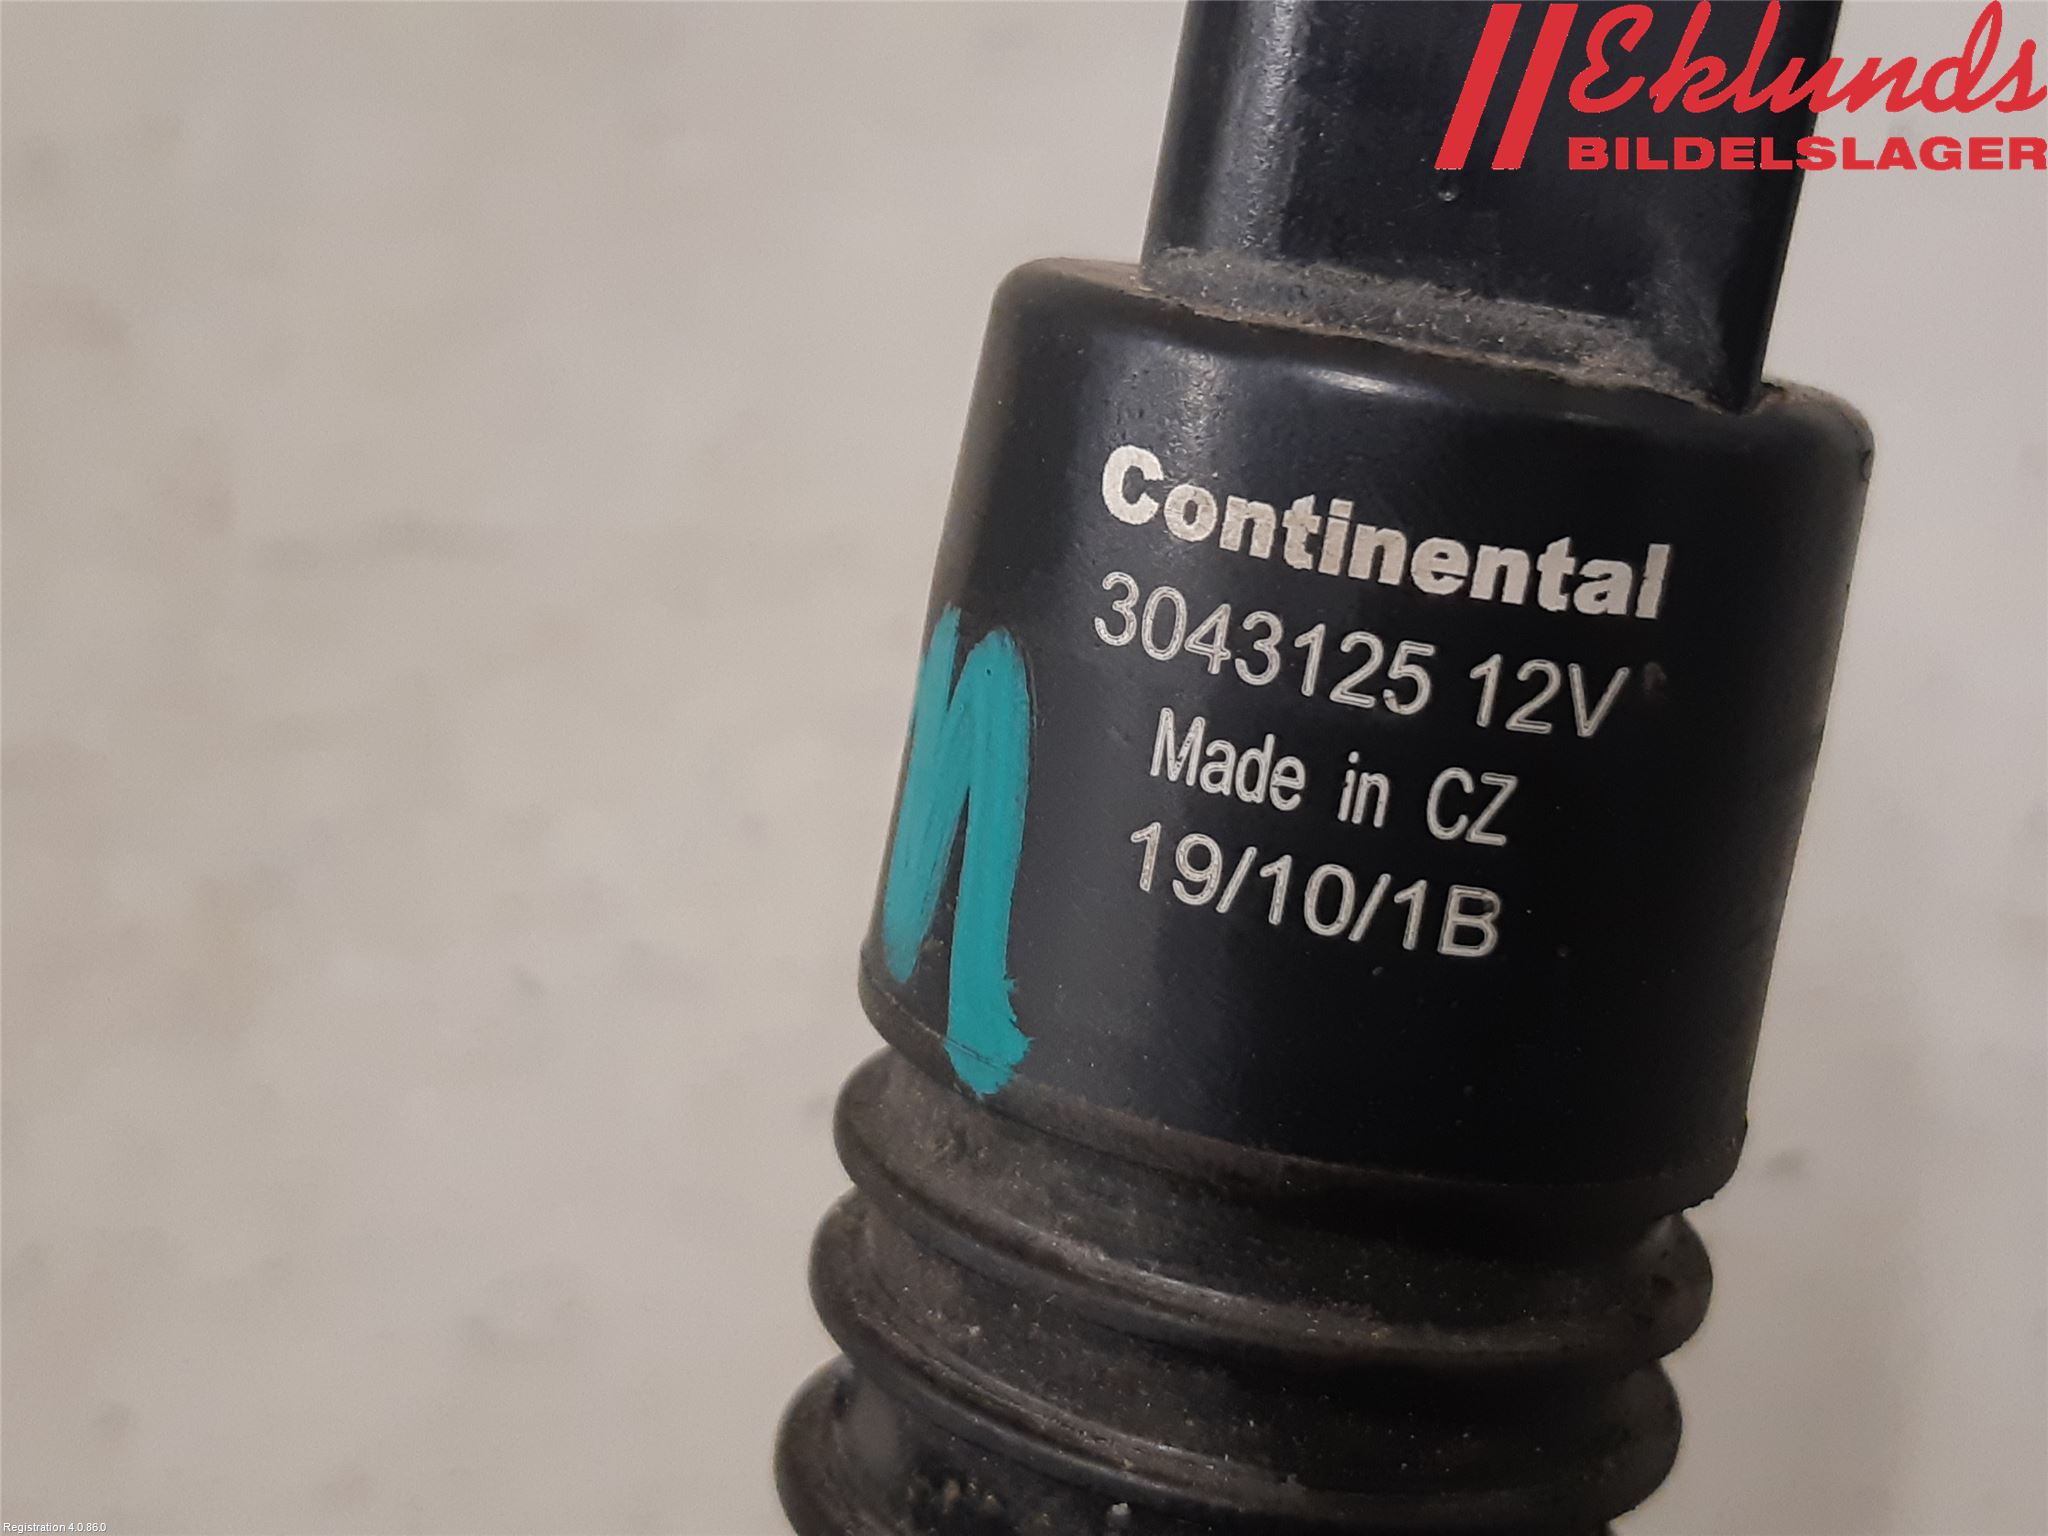 Eklunds
BILDELSLAGER
Continental
3043125 12V
Made in CZ
19/10/1B
Registration 4.0.86.0